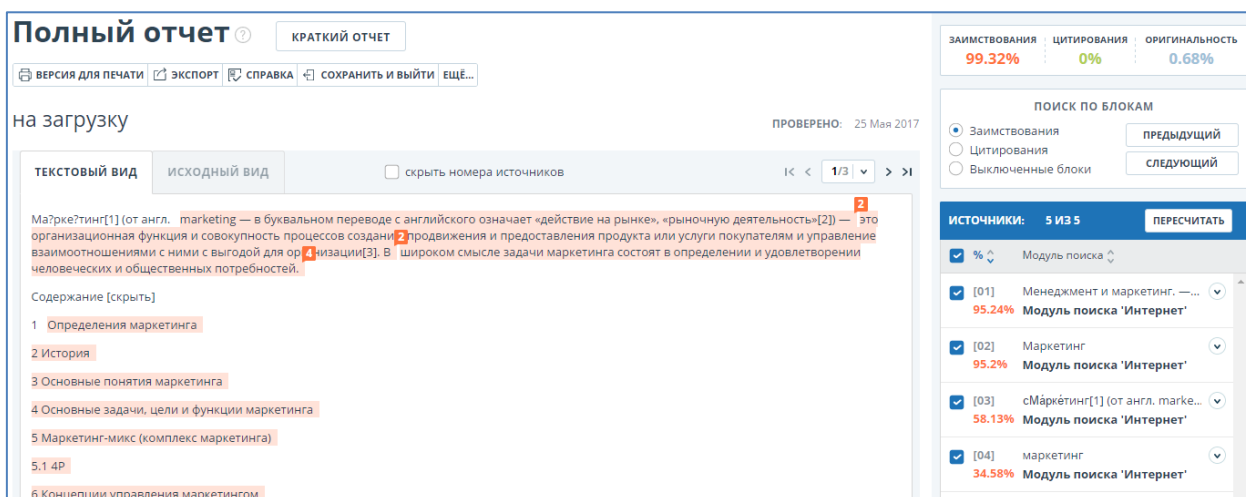 Полный отчет ?
КРАТКИЙ ОТЧЕТ
ВЕРСИЯ ДЛЯ ПЕЧАТИ ЭКСПОРТ СПРАВКА СОХРАНИТЬ И ВЫЙТИ ЕЩЁ...
на загрузку
ПРОВЕРЕНО: 25 Мая 2017
ТЕКСТОВЫЙ ВИД ИСХОДНЫЙ ВИД скрыть номера источников 1/3
Ма?рке?тинг[1] (от англ. marketing — в буквальном переводе с английского означает «действие на рынке», «рыночную деятельность»[2]) — 2 это
организационная функция и совокупность процессов создани 2 продвижения и предоставления продукта или услуги покупателям и управление
взаимоотношениями с ними с выгодой для ор 4 низации[3]. В широком смысле задачи маркетинга состоят в определении и удовлетворении
человеческих и общественных потребностей.
Содержание [скрыть]
1 Определения маркетинга
2 История
3 Основные понятия маркетинга
4 Основные задачи, цели и функции маркетинга
5 Маркетинг-микс (комплекс маркетинга)
5.1 4P
6 Концепции управления маркетингом
ЗАИМСТВОВАНИЯ ЦИТИРОВАНИЯ ОРИГИНАЛЬНОСТЬ
99.32% 0% 0.68%
ПОИСК ПО БЛОКАМ
Заимствования
Цитирования
Выключенные блоки
ПРЕДЫДУЩИЙ
СЛЕДУЮЩИЙ
ИСТОЧНИКИ: 5 ИЗ 5 ПЕРЕСЧИТАТЬ
% Модуль поиска
[01] Менеджмент и маркетинг. —...
95.24% Модуль поиска 'Интернет'
[02] Маркетинг
95.2% Модуль поиска 'Интернет'
[03] сМа́рке́тинг[1] (от англ. marke...
58.13% Модуль поиска 'Интернет'
[04] маркетинг
34.58% Модуль поиска 'Интернет'